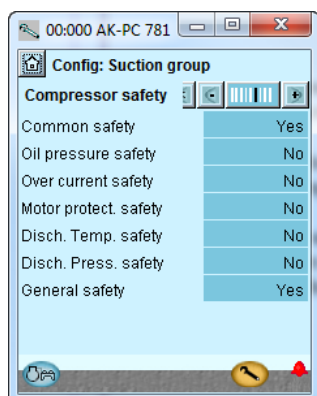 00:000 AK-PC 781
Config: Suction group
Compressor safety
Common safety Yes
Oil pressure safety No
Over current safety No
Motor protect. safety No
Disch. Temp. safety No
Disch. Press. safety No
General safety Yes